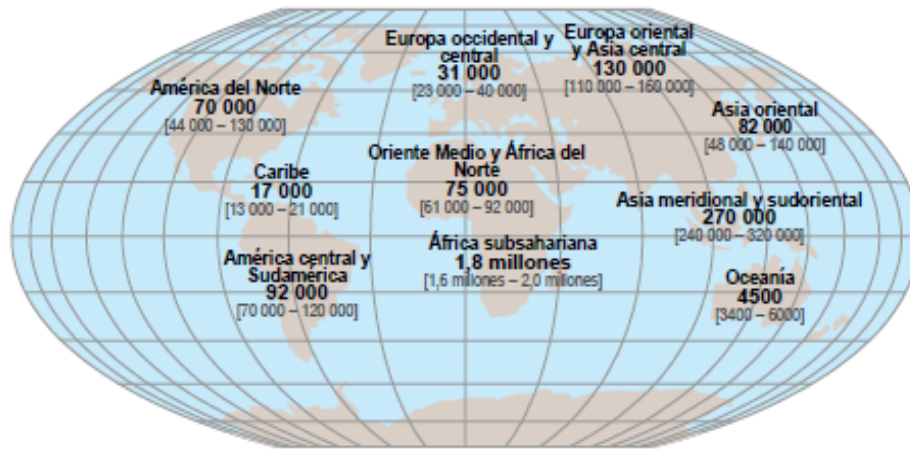 Europa occidental y
central
31 000
[23 000 – 40 000]
Europa oriental
y Asia central
130 000
[110 000 – 160 000]
América del Norte
70 000
[44 000 – 130 000]
Asia oriental
82 000
[48 000 – 140 000]
Oriente Medio y África del
Norte
75 000
[61 000 – 92 000]
Caribe
17 000
[13 000 – 21 000]
Asia meridional y sudoriental
270 000
[240 000 – 320 000]
África subsahariana
1,8 millones
[1,6 millones – 2,0 millones]
América central y
Sudamérica
92 000
[70 000 – 120 000]
Oceanía
4500
[3400 – 6000]